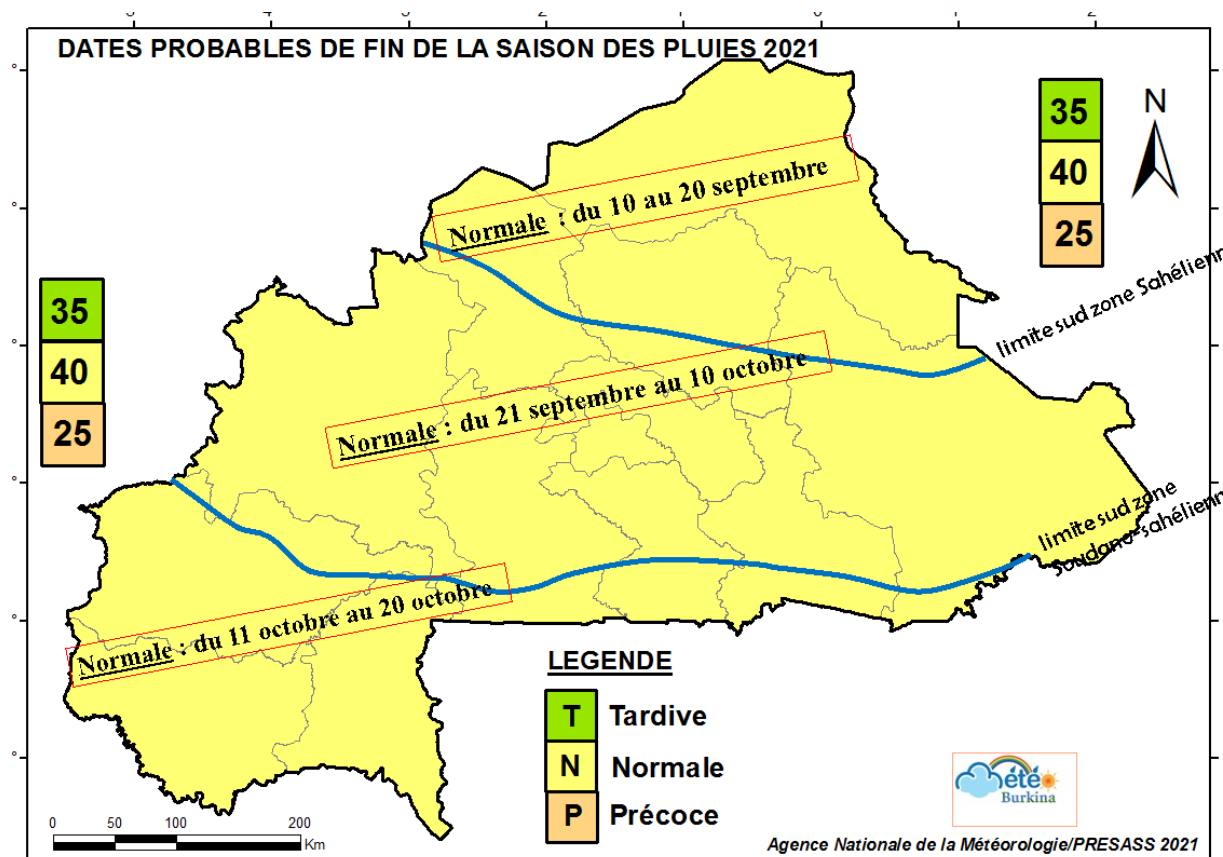 DATES PROBABLES DE FIN DE LA SAISON DES PLUIES 2021
35
40
25
N
Normale : du 10 au 20 septembre
limite sud zone Sahélienne
35
40
25
Normale : du 21 septembre au 10 octobre
limite sud zone
soudano-sahélienn
Normale : du 11 octobre au 20 octobre
LEGENDE
T Tardive
N Normale
P Précoce
été
Burkina
0 50 100 200
Km
Agence Nationale de la Météorologie/PRESASS 2021